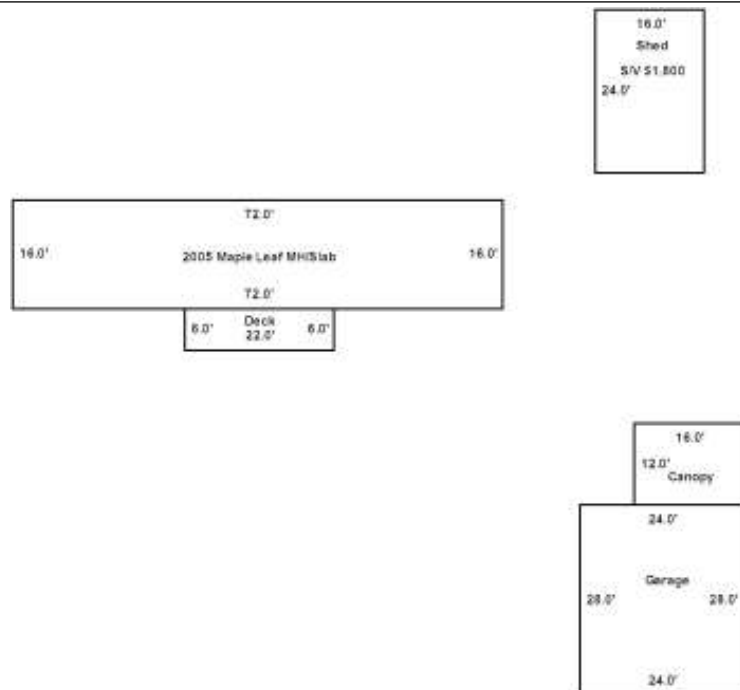 16.0'
Shed
S/V $1,800
24.0'
72.0'
16.0' 2005 Maple Leaf MH/Slab 16.0'
72.0'
Deck
6.0' 22.0' 6.0'
16.0'
12.0'
Canopy
24.0'
Garage
28.0' 28.0'
24.0'